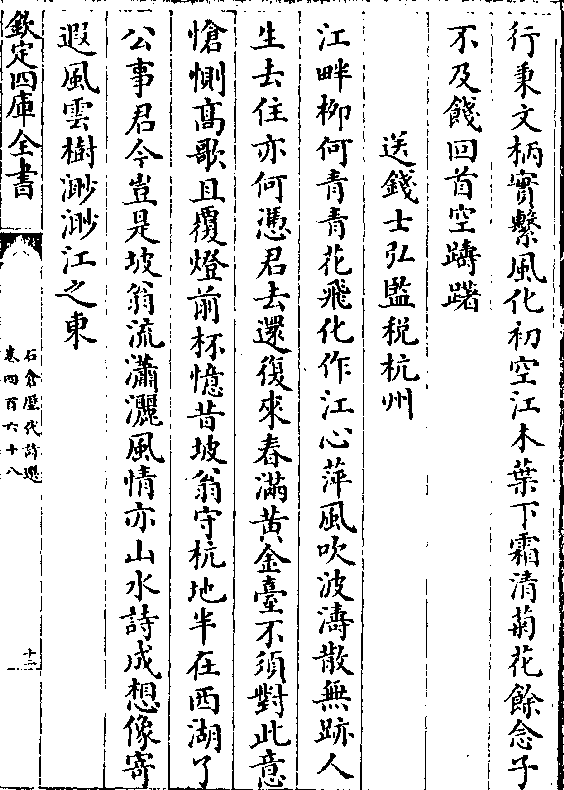 行秉文柄實繫風化初空江木葉下霜清菊花餘念子
不及餞回首空躊躇
送錢士弘監税杭州
江畔栁何青青花飛化作江心萍風吹波濤散無跡人
生去住亦何憑君去還復來春滿黄金臺不須對此意
愴惻高歌且覆燈前杯憶昔坡翁守杭地半在西湖了
公事君今豈是坡翁流瀟灑風情亦山水詩成想像寄
遐風雲樹渺渺江之東
欽定四庫全書
石倉歷代詩選
卷四百六十八
十二